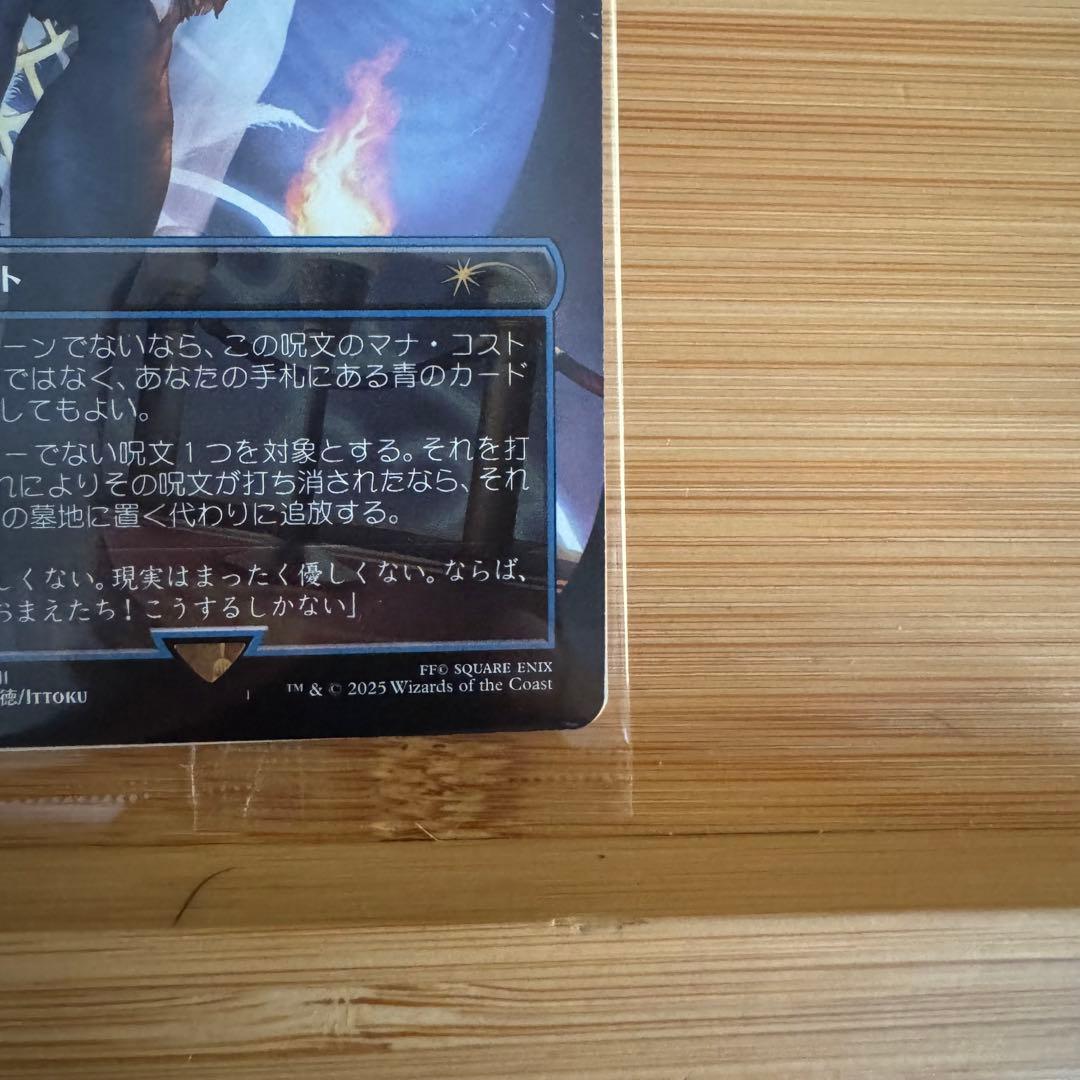 ト
ーンでないなら、この呪文のマナ・コスト
ではなく、あなたの手札にある青のカード
してもよい。
ーでない呪文1つを対象とする。それを打
れによりその呪文が打ち消されたなら、それ
の墓地に置く代わりに追放する。
しくない。現実はまったく優しくない。ならば、
おまえたち！こうするしかない」
FF© SQUARE ENIX
徳/ITTOKU
™ & © 2025 Wizards of the Coast